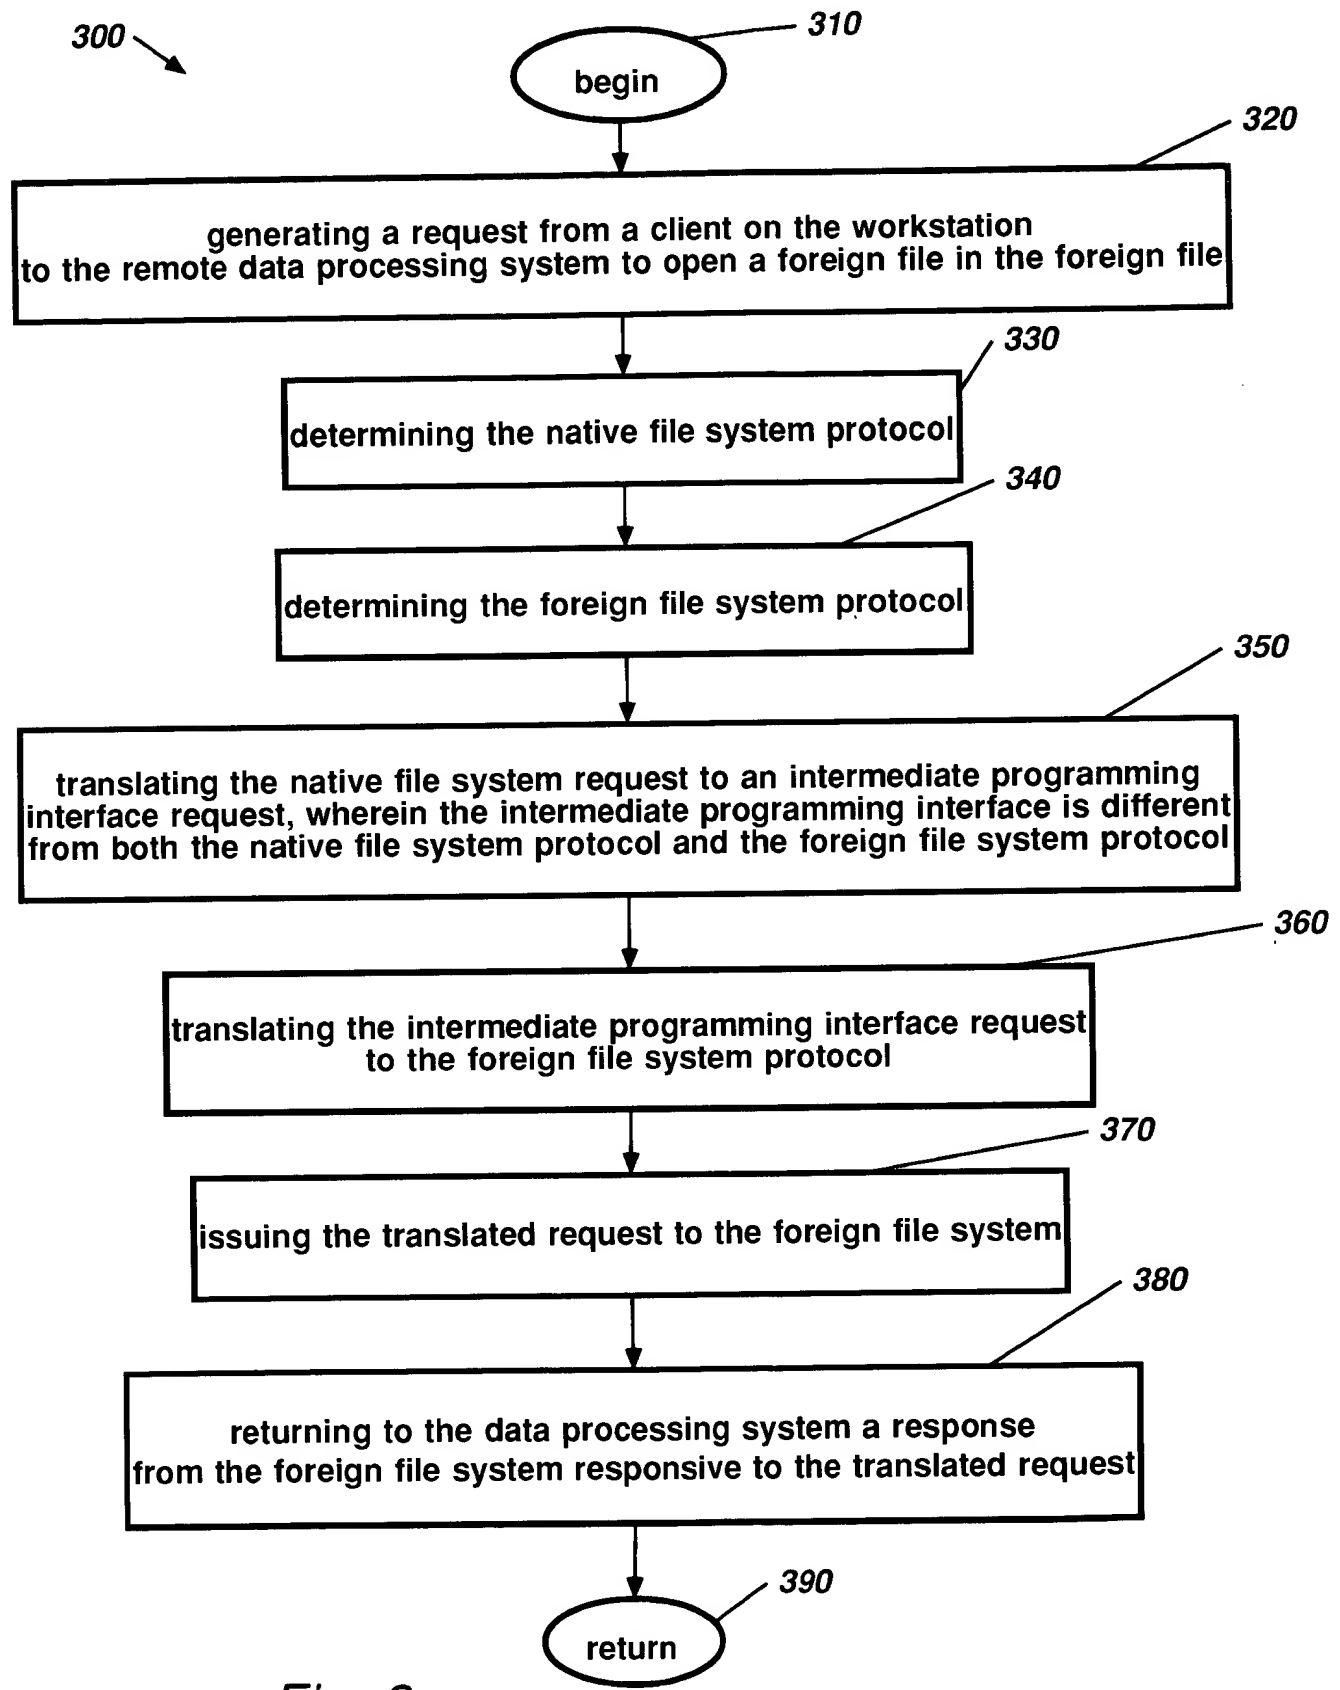 300
310
begin
320
generating a request from a client on the workstation
to the remote data processing system to open a foreign file in the foreign file
330
determining the native file system protocol
340
determining the foreign file system protocol
350
translating the native file system request to an intermediate programming
interface request, wherein the intermediate programming interface is different
from both the native file system protocol and the foreign file system protocol
360
translating the intermediate programming interface request
to the foreign file system protocol
370
issuing the translated request to the foreign file system
380
returning to the data processing system a response
from the foreign file system responsive to the translated request
390
return